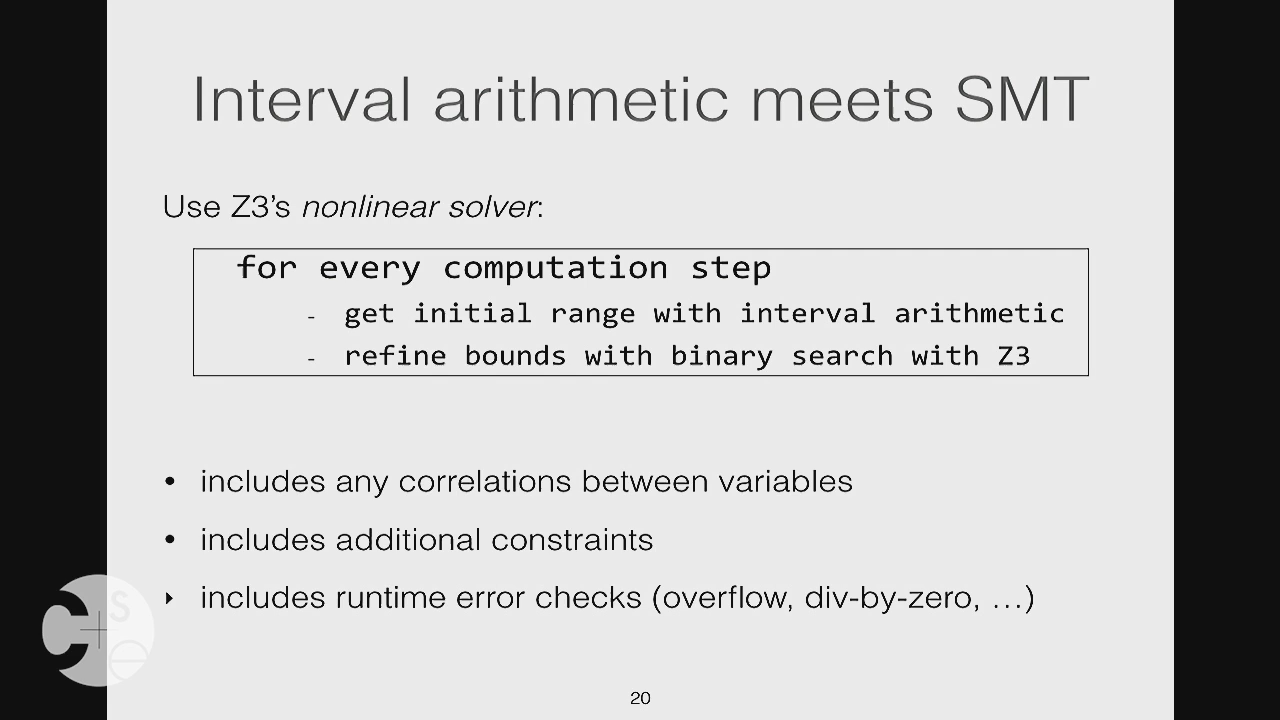 Interval arithmetic meets SMT
Use Z3's nonlinear solver:
for every computation step
- get initial range with interval arithmetic
- refine bounds with binary search with Z3
• includes any correlations between variables
• includes additional constraints
‣ includes runtime error checks (overflow, div-by-zero, …)
C+se
20